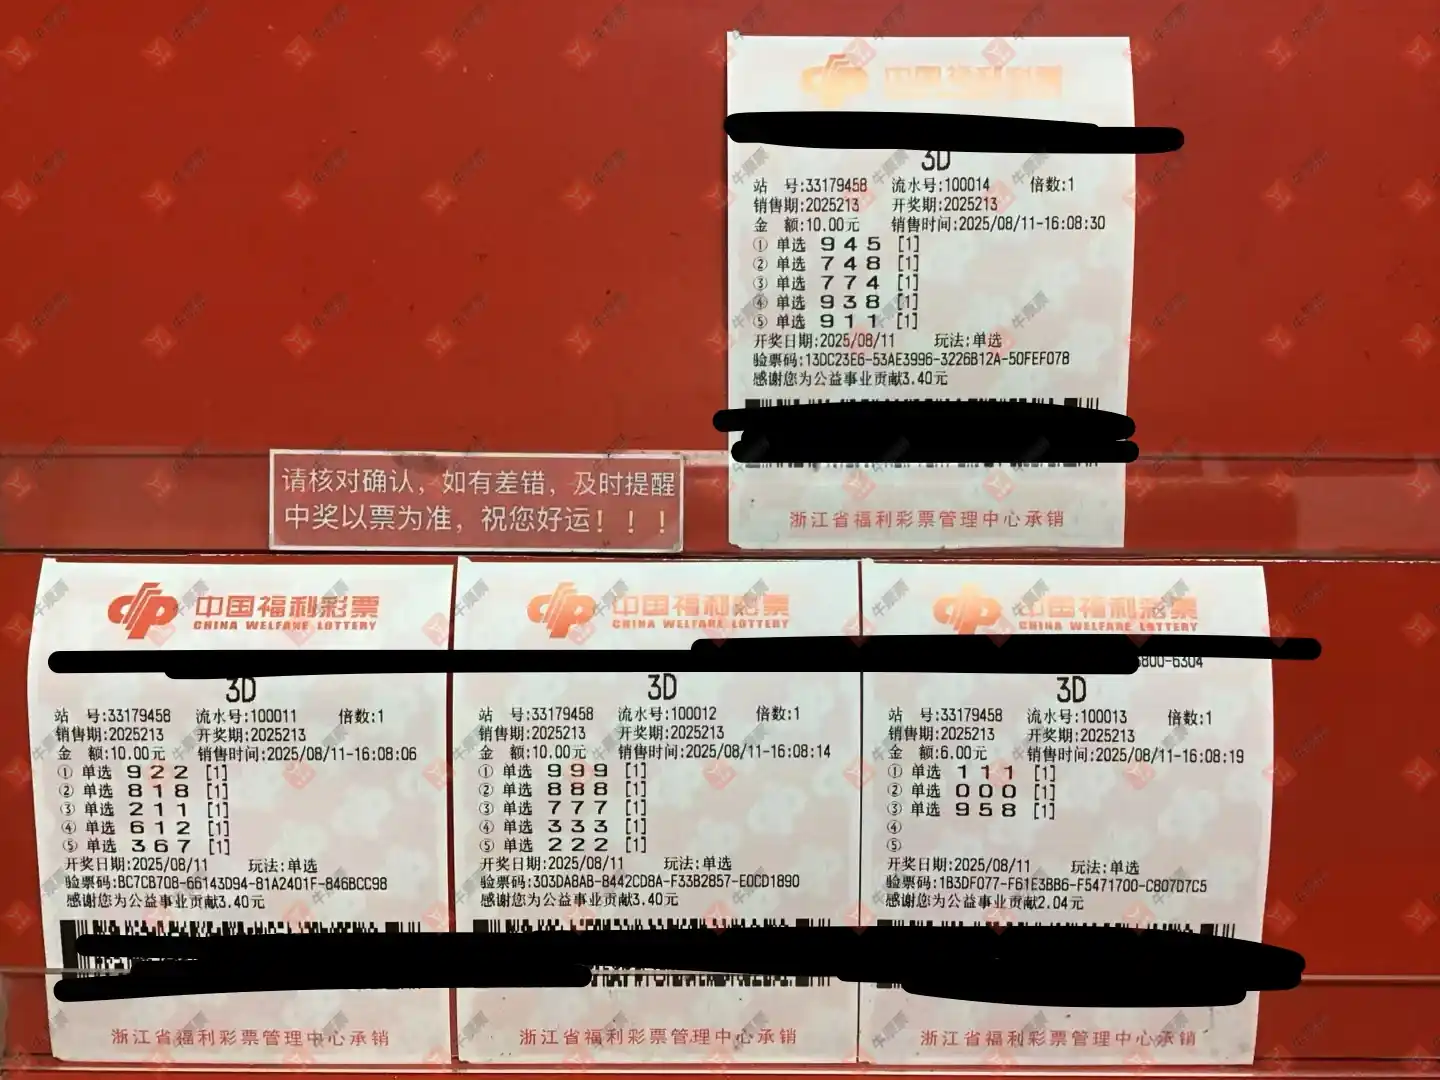 中国福利彩票
3D
站 号:33179458 流水号:100014 倍数:1
销售期:2025213 开奖期:2025213
金 额:10.00元 销售时间:2025/08/11-16:08:30
① 单选 9 4 5 [1]
② 单选 7 4 8 [1]
③ 单选 7 7 4 [1]
④ 单选 9 3 8 [1]
⑤ 单选 9 1 1 [1]
开奖日期:2025/08/11 玩法:单选
验票码:13DC23E6-53AE3996-3226B12A-50FEF078
感谢您为公益事业贡献3.40元
浙江省福利彩票管理中心承销
请核对确认，如有差错，及时提醒
中奖以票为准，祝您好运！！！
中国福利彩票
CHINA WELFARE LOTTERY
3D
站 号:33179458 流水号:100011 倍数:1
销售期:2025213 开奖期:2025213
金 额:10.00元 销售时间:2025/08/11-16:08:06
① 单选 9 2 2 [1]
② 单选 8 1 8 [1]
③ 单选 2 1 1 [1]
④ 单选 6 1 2 [1]
⑤ 单选 3 6 7 [1]
开奖日期:2025/08/11 玩法:单选
验票码:BC7CB708-66143D94-81A2401F-846BCC98
感谢您为公益事业贡献3.40元
浙江省福利彩票管理中心承销
中国福利彩票
CHINA WELFARE LOTTERY
3D
站 号:33179458 流水号:100012 倍数:1
销售期:2025213 开奖期:2025213
金 额:10.00元 销售时间:2025/08/11-16:08:14
① 单选 9 9 9 [1]
② 单选 8 8 8 [1]
③ 单选 7 7 7 [1]
④ 单选 3 3 3 [1]
⑤ 单选 2 2 2 [1]
开奖日期:2025/08/11 玩法:单选
验票码:303DA8AB-8442CD8A-F33B2857-E0CD1890
感谢您为公益事业贡献3.40元
浙江省福利彩票管理中心承销
中国福利彩票
CHINA WELFARE LOTTERY
800-6304
3D
站 号:33179458 流水号:100013 倍数:1
销售期:2025213 开奖期:2025213
金 额:6.00元 销售时间:2025/08/11-16:08:19
① 单选 1 1 1 [1]
② 单选 0 0 0 [1]
③ 单选 9 5 8 [1]
④
⑤
开奖日期:2025/08/11 玩法:单选
验票码:1B3DF077-F61E3BB6-F5471700-C807D7C5
感谢您为公益事业贡献2.04元
浙江省福利彩票管理中心承销